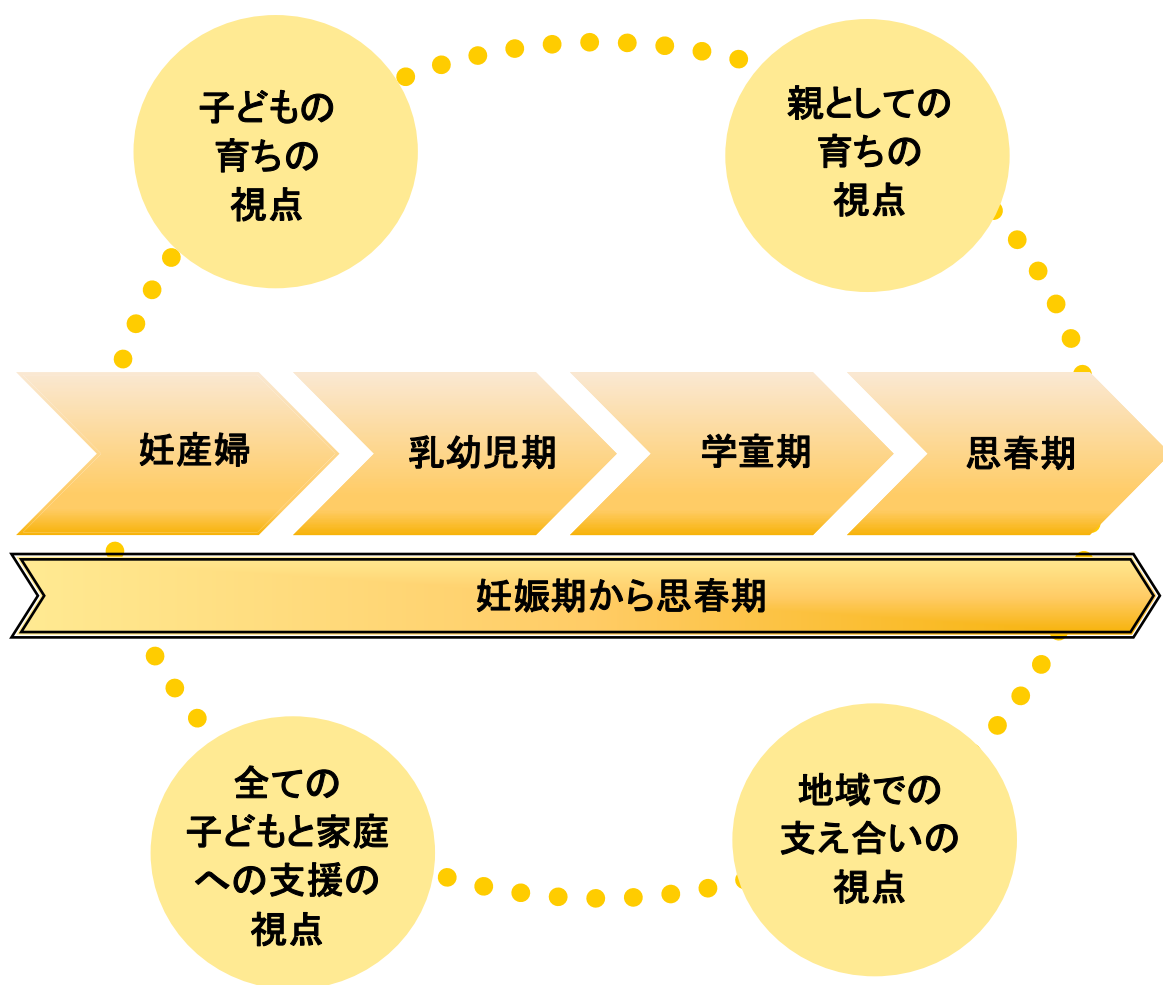 子どもの
育ちの
視点
親としての
育ちの
視点
妊産婦
乳幼児期
学童期
思春期
妊娠期から思春期
全ての
子どもと家庭
への支援の
視点
地域での
支え合いの
視点